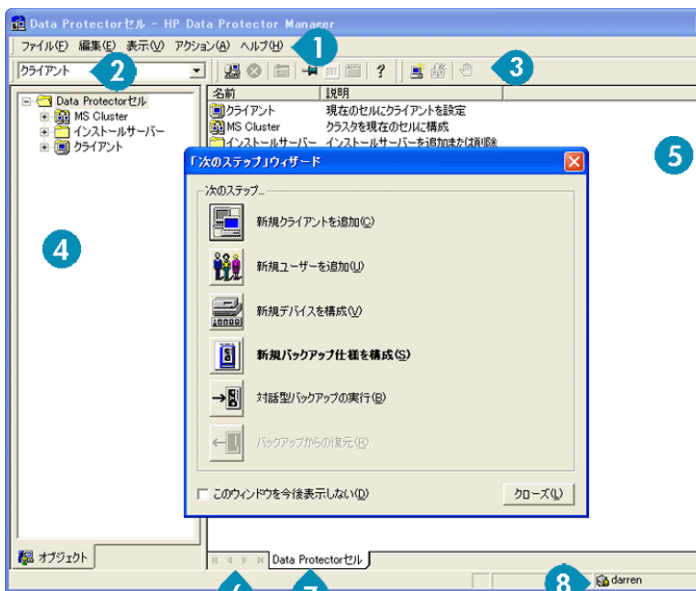 Data Protectorセル - HP Data Protector Manager
ファイル(F) 編集(E) 表示(V) アクション(A) ヘルプ(H) 1
クライアント 2 ? 3
Data Protectorセル
MS Cluster
インストールサーバー
クライアント
4
名前 説明
クライアント 現在のセルにクライアントを設定
MS Cluster クラスタを現在のセルに構成
インストールサーバー インストールサーバーを追加または削除
5
「次のステップ」ウィザード
次のステップ...
新規クライアントを追加(C)
新規ユーザーを追加(U)
新規デバイスを構成(V)
新規バックアップ仕様を構成(S)
対話型バックアップの実行(B)
バックアップからの復元(R)
このウィンドウを今後表示しない(D) クローズ(L)
オブジェクト
Data Protectorセル
6 7 8 darren